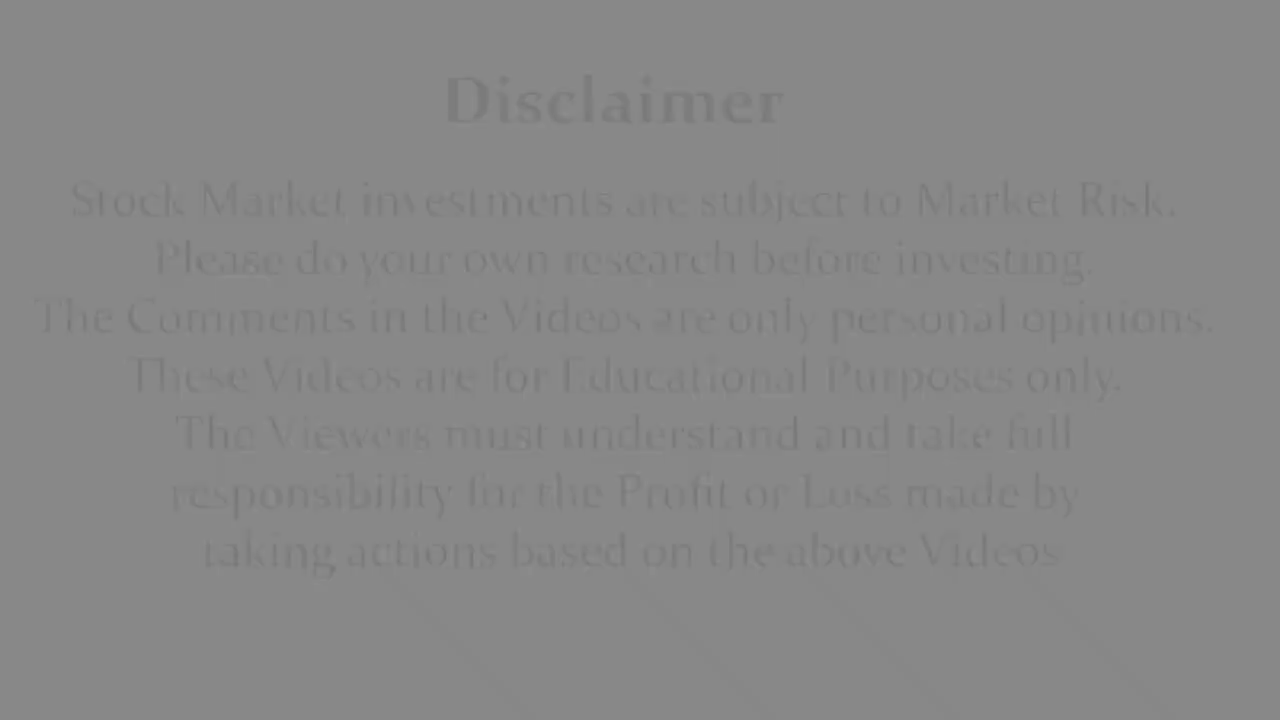 Disclaimer
Stock Market investments are subject to Market Risk.
Please do your own research before investing.
The Comments in the Videos are only personal opinions.
These Videos are for Educational Purposes only.
The Viewers must understand and take full
responsibility for the Profit or Loss made by
taking actions based on the above Videos